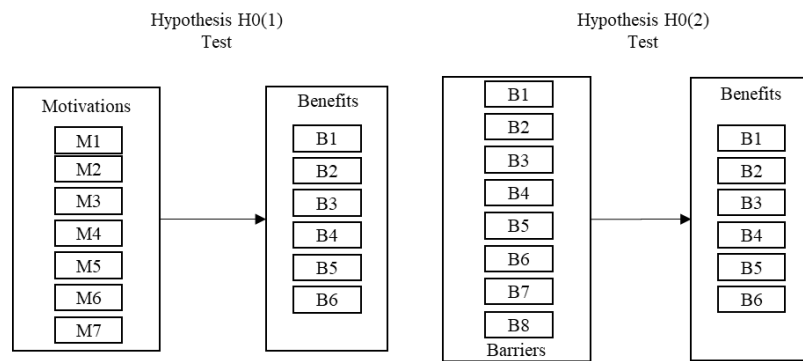 Hypothesis H0(1)
Test
Motivations
M1
M2
M3
M4
M5
M6
M7
Benefits
B1
B2
B3
B4
B5
B6
Hypothesis H0(2)
Test
B1
B2
B3
B4
B5
B6
B7
B8
Barriers
Benefits
B1
B2
B3
B4
B5
B6